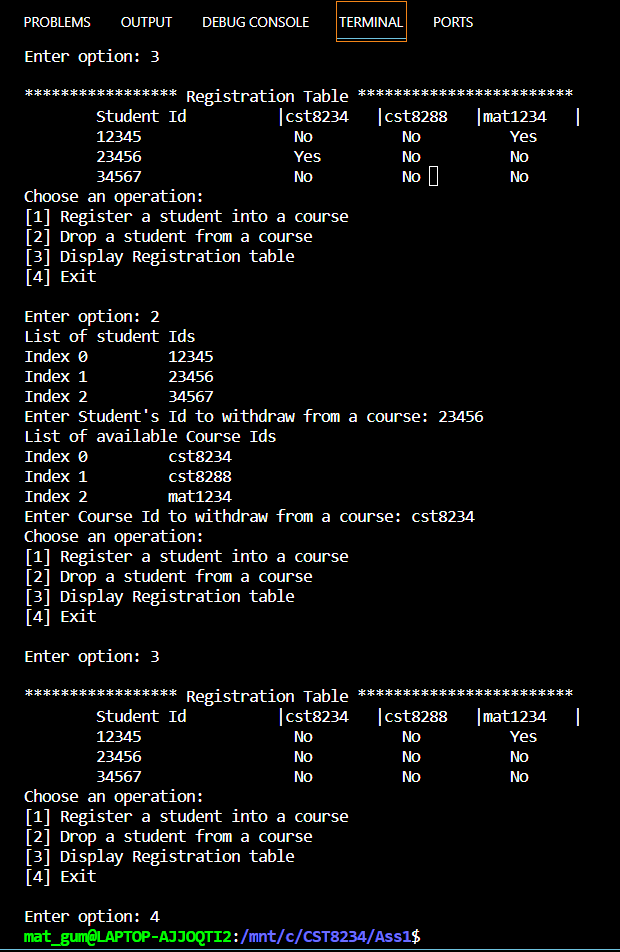 PROBLEMS OUTPUT DEBUG CONSOLE TERMINAL PORTS
Enter option: 3
***************** Registration Table ************************
Student Id |cst8234 |cst8288 |mat1234 |
12345 No No Yes
23456 Yes No No
34567 No No No
Choose an operation:
[1] Register a student into a course
[2] Drop a student from a course
[3] Display Registration table
[4] Exit
Enter option: 2
List of student Ids
Index 0 12345
Index 1 23456
Index 2 34567
Enter Student's Id to withdraw from a course: 23456
List of available Course Ids
Index 0 cst8234
Index 1 cst8288
Index 2 mat1234
Enter Course Id to withdraw from a course: cst8234
Choose an operation:
[1] Register a student into a course
[2] Drop a student from a course
[3] Display Registration table
[4] Exit
Enter option: 3
***************** Registration Table ************************
Student Id |cst8234 |cst8288 |mat1234 |
12345 No No Yes
23456 No No No
34567 No No No
Choose an operation:
[1] Register a student into a course
[2] Drop a student from a course
[3] Display Registration table
[4] Exit
Enter option: 4
mat_gum@LAPTOP-AJJOQTI2:/mnt/c/CST8234/Ass1$